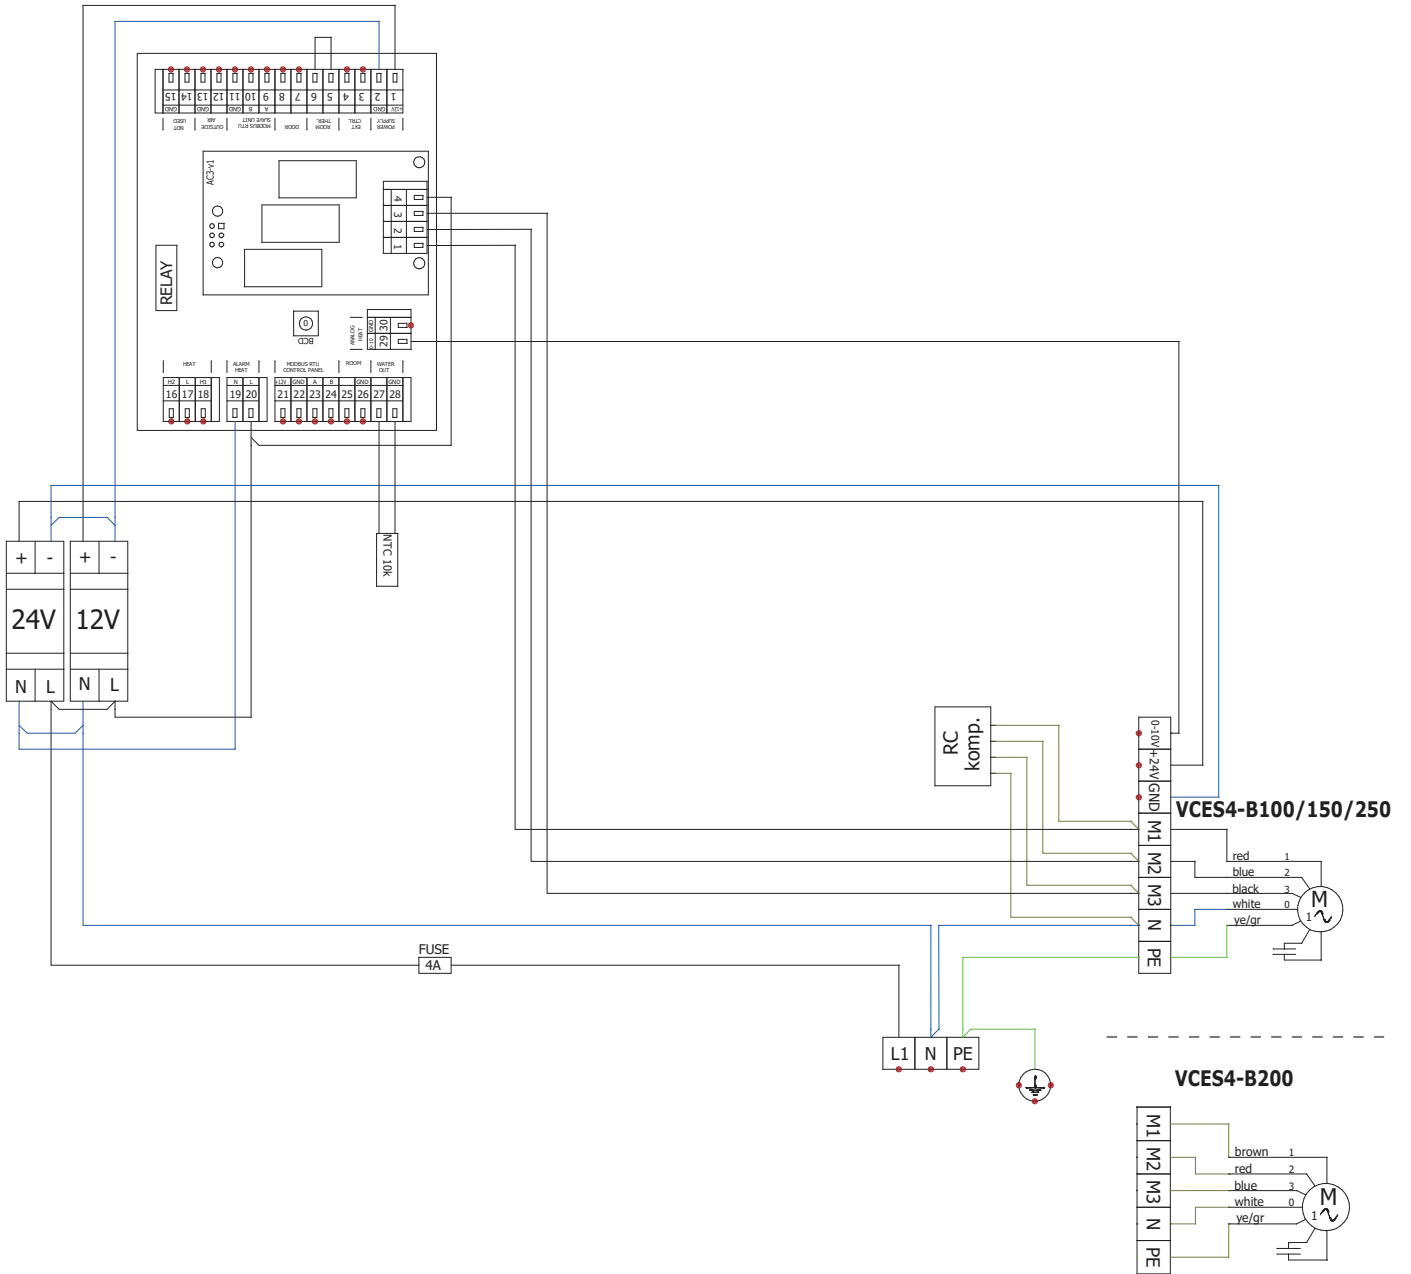 15 14 13 12 11 10 9 8 7 6 5 4 3 2 1
GND GND GND B A GND +12V
NOT USED
OUTSIDE AIR
MODBUS RTU SLAVE UNIT
DOOR
ROOM THER.
EXT CTRL
POWER SUPPLY
AC3-v1
4
3
2
1
RELAY
0
BCD
ANALOG HEAT
GND 30
0-10 29
HEAT
ALARM HEAT
MODBUS RTU CONTROL PANEL
ROOM
WATER OUT
H2 L H1 N L +12V GND A B GND GND
16 17 18 19 20 21 22 23 24 25 26 27 28
NTC 10k
+ - + -
24V 12V
N L N L
RC komp.
0-10V
+24V
GND
VCES4-B100/150/250
M1
M2
M3
N
PE
red 1
blue 2
black 3
white 0
ye/gr
M
1
FUSE
4A
L1 N PE
VCES4-B200
M1
M2
M3
N
PE
brown 1
red 2
blue 3
white 0
ye/gr
M
1